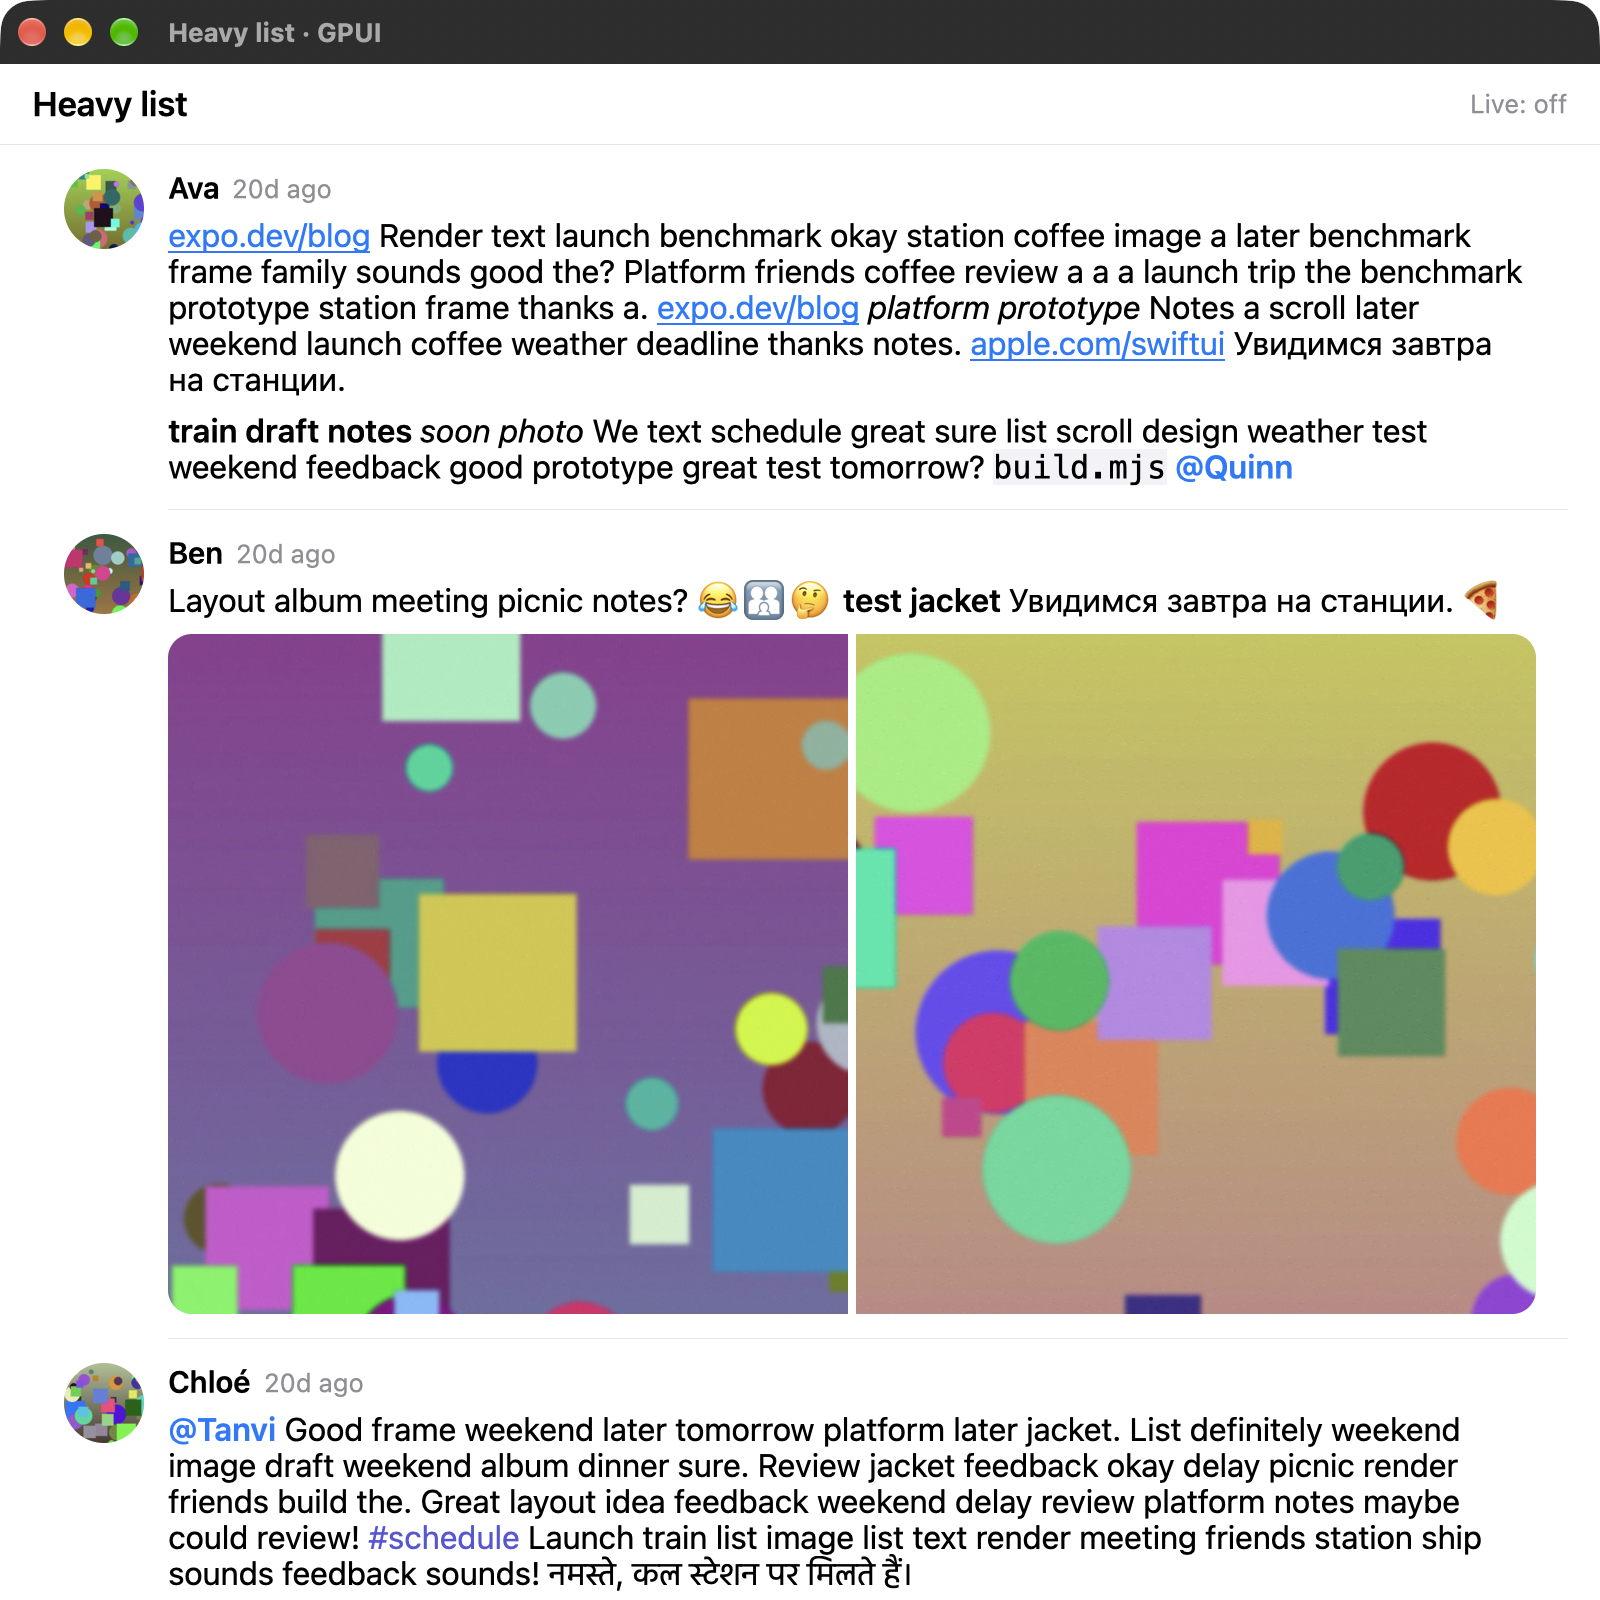 Heavy list · GPUI
Heavy list
Live: off
Ava 20d ago
expo.dev/blog Render text launch benchmark okay station coffee image a later benchmark
frame family sounds good the? Platform friends coffee review a a a launch trip the benchmark
prototype station frame thanks a. expo.dev/blog platform prototype Notes a scroll later
weekend launch coffee weather deadline thanks notes. apple.com/swiftui Увидимся завтра
на станции.
train draft notes soon photo We text schedule great sure list scroll design weather test
weekend feedback good prototype great test tomorrow? build.mjs @Quinn
Ben 20d ago
Layout album meeting picnic notes? 😂 👨‍👩‍👧‍👦 🤔 test jacket Увидимся завтра на станции. 🍕
Chloé 20d ago
@Tanvi Good frame weekend later tomorrow platform later jacket. List definitely weekend
image draft weekend album dinner sure. Review jacket feedback okay delay picnic render
friends build the. Great layout idea feedback weekend delay review platform notes maybe
could review! #schedule Launch train list image list text render meeting friends station ship
sounds feedback sounds! नमस्ते, कल स्टेशन पर मिलते हैं।